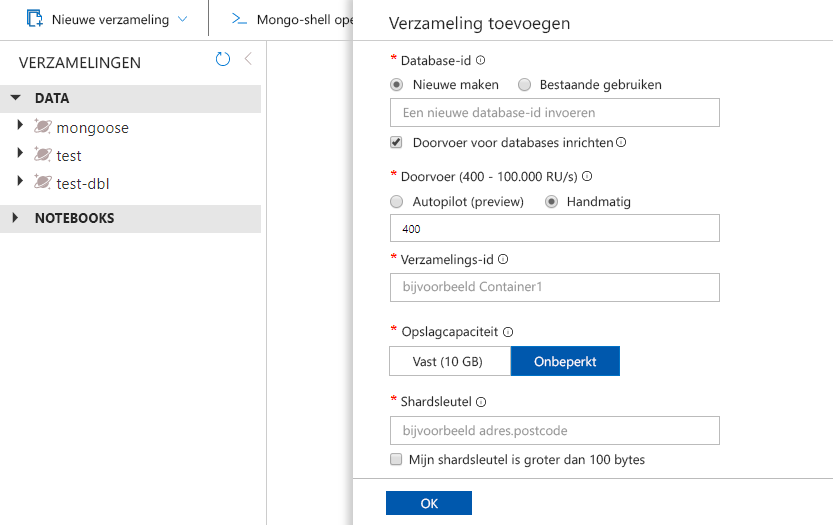 Nieuwe verzameling
Mongo-shell ope
VERZAMELINGEN
DATA
mongoose
test
test-dbl
NOTEBOOKS
Verzameling toevoegen
* Database-id
Nieuwe maken
Bestaande gebruiken
Een nieuwe database-id invoeren
Doorvoer voor databases inrichten
* Doorvoer (400 - 100.000 RU/s)
Autopilot (preview)
Handmatig
400
* Verzamelings-id
bijvoorbeeld Container1
* Opslagcapaciteit
Vast (10 GB)
Onbeperkt
* Shardsleutel
bijvoorbeeld adres.postcode
Mijn shardsleutel is groter dan 100 bytes
OK